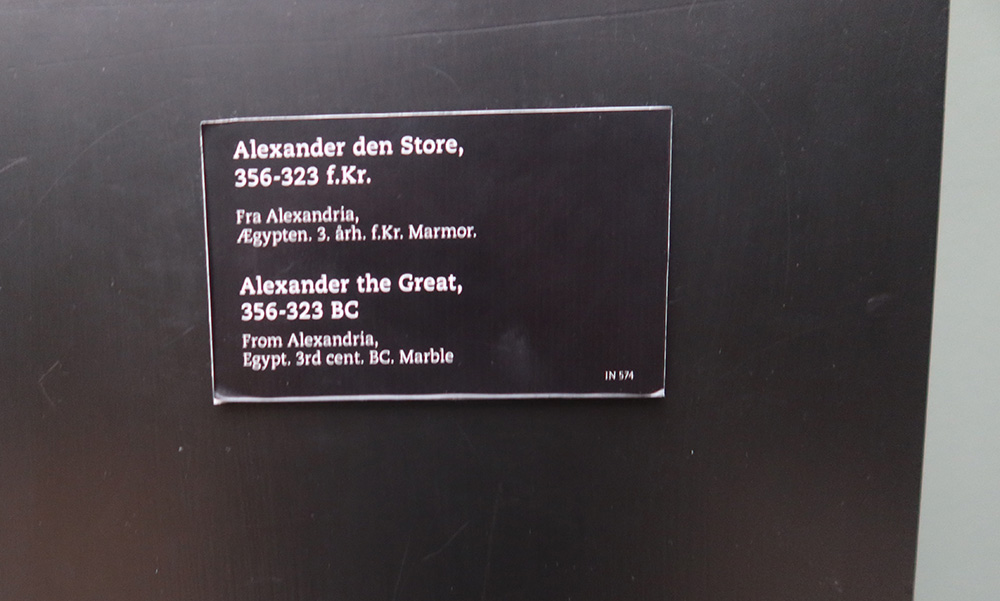 Alexander den Store,
356-323 f.Kr.
Fra Alexandria,
Ægypten. 3. årh. f.Kr. Marmor.
Alexander the Great,
356-323 BC
From Alexandria,
Egypt. 3rd cent. BC. Marble
IN 574